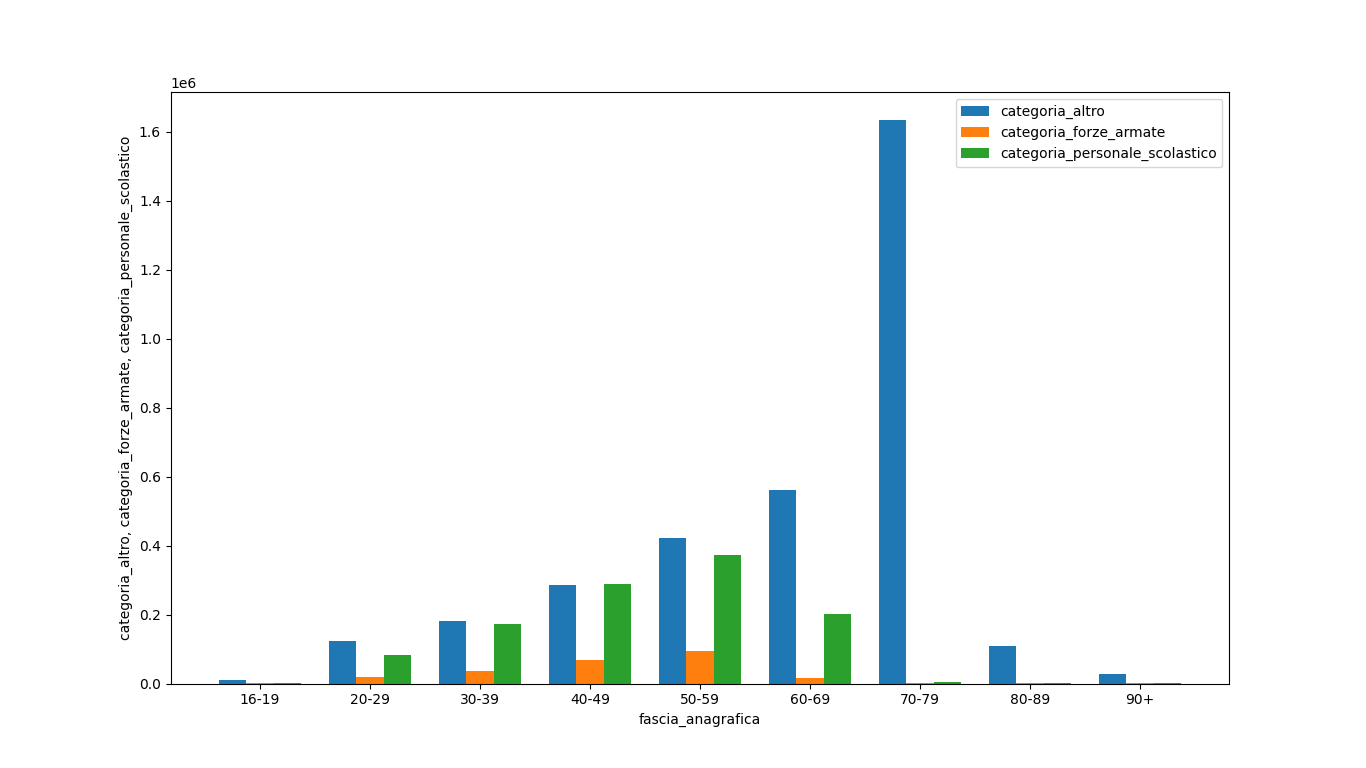 1e6
categoria_altro
categoria_forze_armate
categoria_personale_scolastico
categoria_altro, categoria_forze_armate, categoria_personale_scolastico
1.6
1.4
1.2
1.0
0.8
0.6
0.4
0.2
0.0
16-19 20-29 30-39 40-49 50-59 60-69 70-79 80-89 90+
fascia_anagrafica